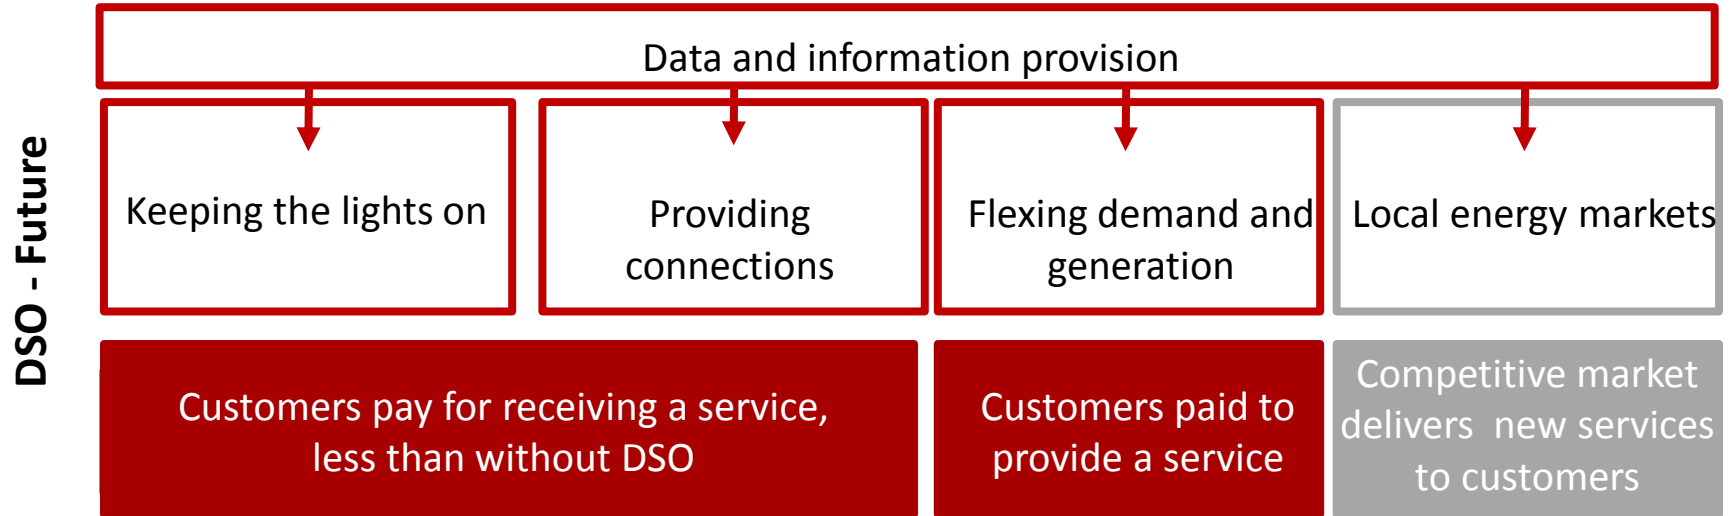 DSO - Future
Data and information provision
Keeping the lights on
Providing
connections
Flexing demand and
generation
Local energy markets
Customers pay for receiving a service,
less than without DSO
Customers paid to
provide a service
Competitive market
delivers  new services
to customers